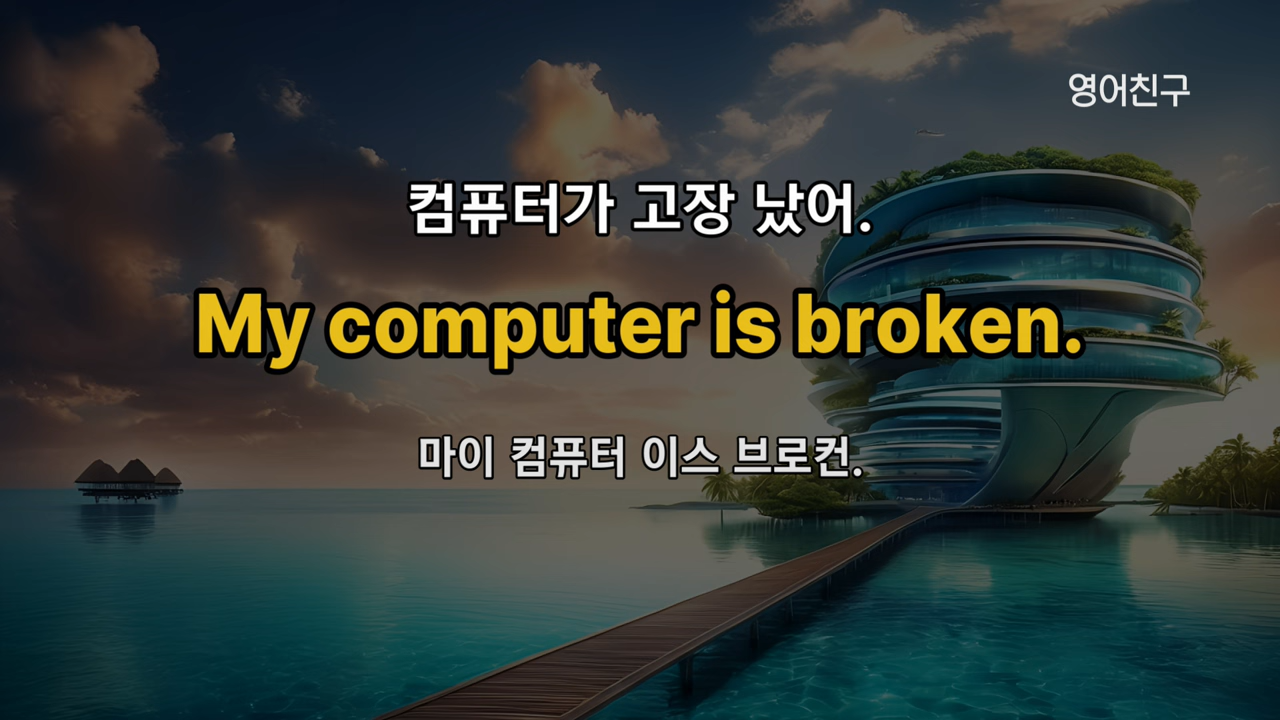 영어친구
컴퓨터가 고장 났어.
My computer is broken.
마이 컴퓨터 이스 브로컨.